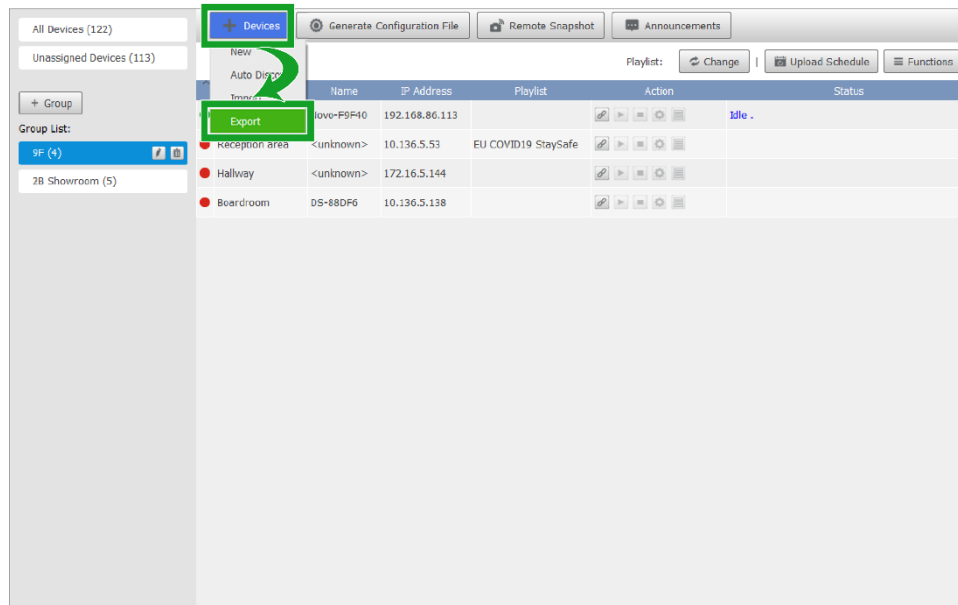 All Devices (122)
Unassigned Devices (113)
+ Group
Group List:
9F (4)
2B Showroom (5)
Devices
Generate Configuration File
Remote Snapshot
Announcements
New
Auto
Export
Playlist: Change | Upload Schedule Functions
Name IP Address Playlist Action Status
192.168.86.113 Idle .
Reception area <unknown> 10.136.5.53 EU COVID19 StaySafe
Hallway <unknown> 172.16.5.144
Boardroom DS-88DF6 10.136.5.138